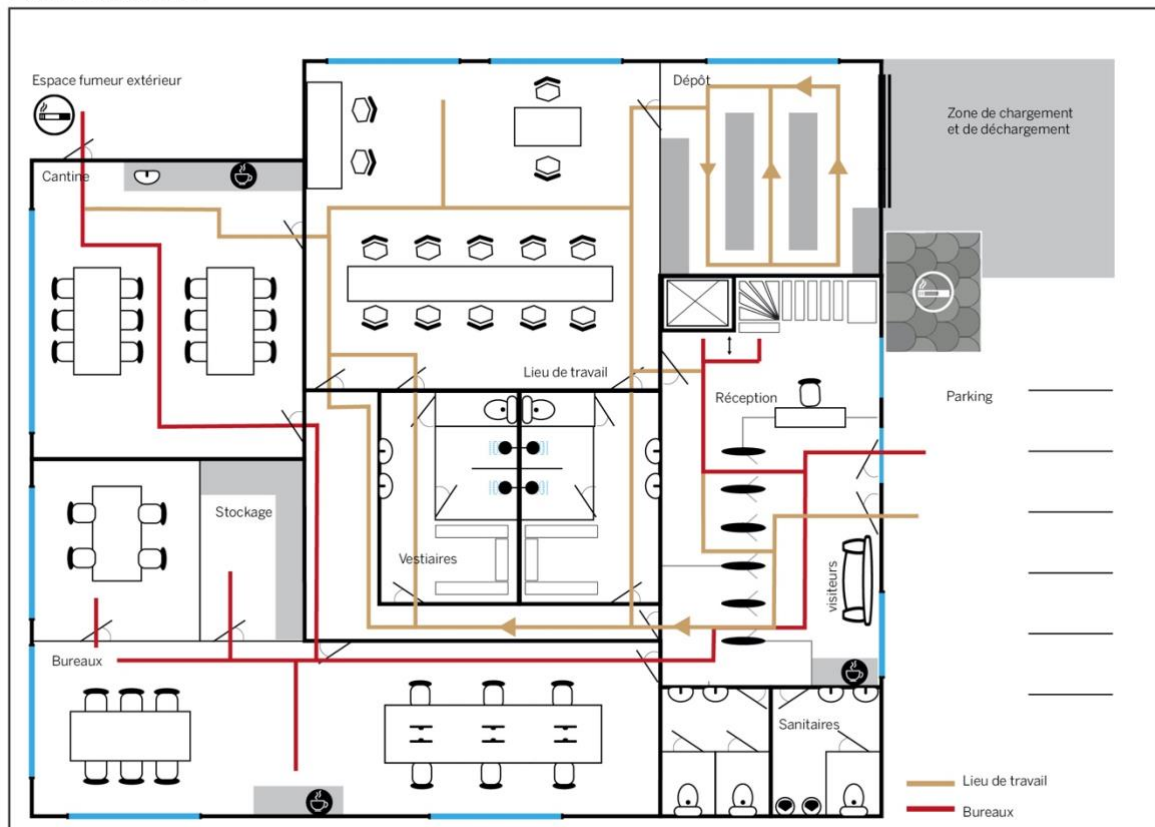 Espace fumeur extérieur
Dépôt
Zone de chargement
et de déchargement
Cantine
Lieu de travail
Réception
Parking
Stockage
Vestiaires
visiteurs
Bureaux
Sanitaires
Lieu de travail
Bureaux